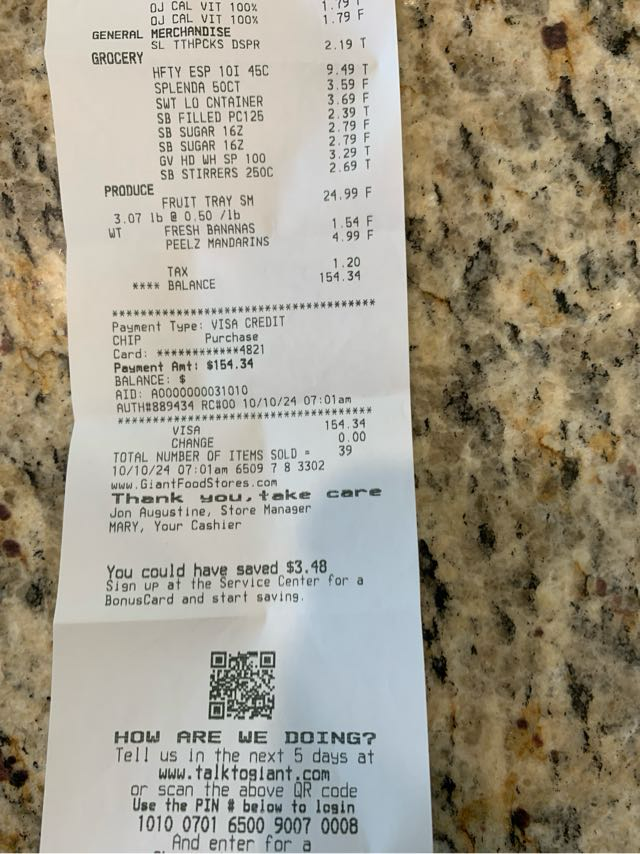 OJ CAL VIT 100% 1.79 T
OJ CAL VIT 100% 1.79 F
GENERAL MERCHANDISE
SL TTHPCKS DSPR 2.19 T
GROCERY
HFTY ESP 10I 45C 9.49 T
SPLENDA 50CT 3.59 F
SWT LO CNTAINER 3.69 F
SB FILLED PC125 2.39 T
SB SUGAR 16Z 2.79 F
SB SUGAR 16Z 2.79 F
GV HD WH SP 100 3.29 T
SB STIRRERS 250C 2.69 T
PRODUCE
FRUIT TRAY SM 24.99 F
3.07 lb @ 0.50 /lb
WT FRESH BANANAS 1.54 F
PEELZ MANDARINS 4.99 F
TAX 1.20
**** BALANCE 154.34
************************************
Payment Type: VISA CREDIT
CHIP Purchase
Card: ************4821
Payment Amt: $154.34
BALANCE: $
AID: A0000000031010
AUTH#889434 RC#00 10/10/24 07:01am
************************************
VISA 154.34
CHANGE 0.00
TOTAL NUMBER OF ITEMS SOLD = 39
10/10/24 07:01am 6509 7 8 3302
www.GiantFoodStores.com
Thank you, take care
Jon Augustine, Store Manager
MARY, Your Cashier
You could have saved $3.48
Sign up at the Service Center for a
BonusCard and start saving.
HOW ARE WE DOING?
Tell us in the next 5 days at
www.talktogiant.com
or scan the above QR code
Use the PIN # below to login
1010 0701 6500 9007 0008
And enter for a